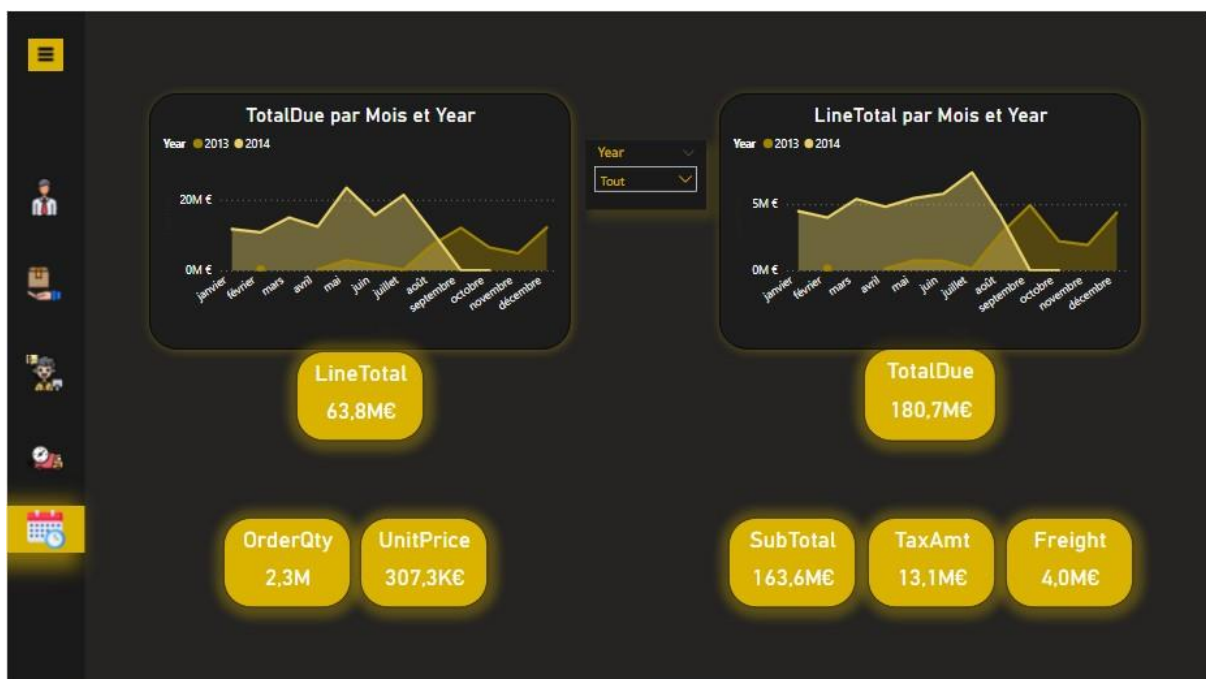 TotalDue par Mois et Year
Year 2013 2014
20M €
0M €
janvier
février
mars
avril
mai
juin
juillet
août
septembre
octobre
novembre
décembre
Year
Tout
LineTotal par Mois et Year
Year 2013 2014
5M €
0M €
janvier
février
mars
avril
mai
juin
juillet
août
septembre
octobre
novembre
décembre
LineTotal
63,8M€
TotalDue
180,7M€
OrderQty
2,3M
UnitPrice
307,3K€
SubTotal
163,6M€
TaxAmt
13,1M€
Freight
4,0M€